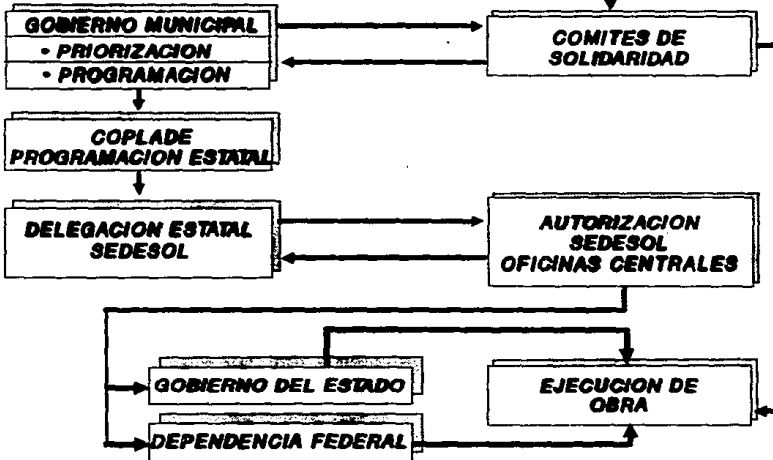 GOBIERNO MUNICIPAL
• PRIORIZACION
• PROGRAMACION
COMITES DE
SOLIDARIDAD
COPLADE
PROGRAMACION ESTATAL
DELEGACION ESTATAL
SEDESOL
AUTORIZACION
SEDESOL
OFICINAS CENTRALES
GOBIERNO DEL ESTADO
EJECUCION DE
OBRA
DEPENDENCIA FEDERAL